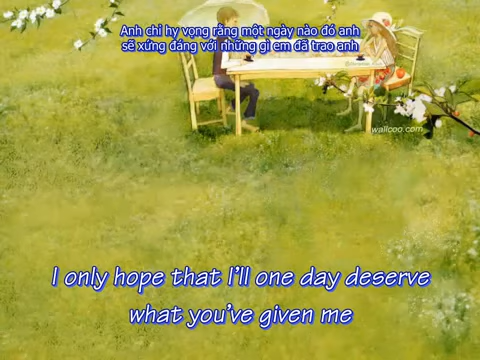 Anh chỉ hy vọng rằng một ngày nào đó anh
sẽ xứng đáng với những gì em đã trao anh
wallcoo.com
I only hope that I'll one day deserve
what you've given me